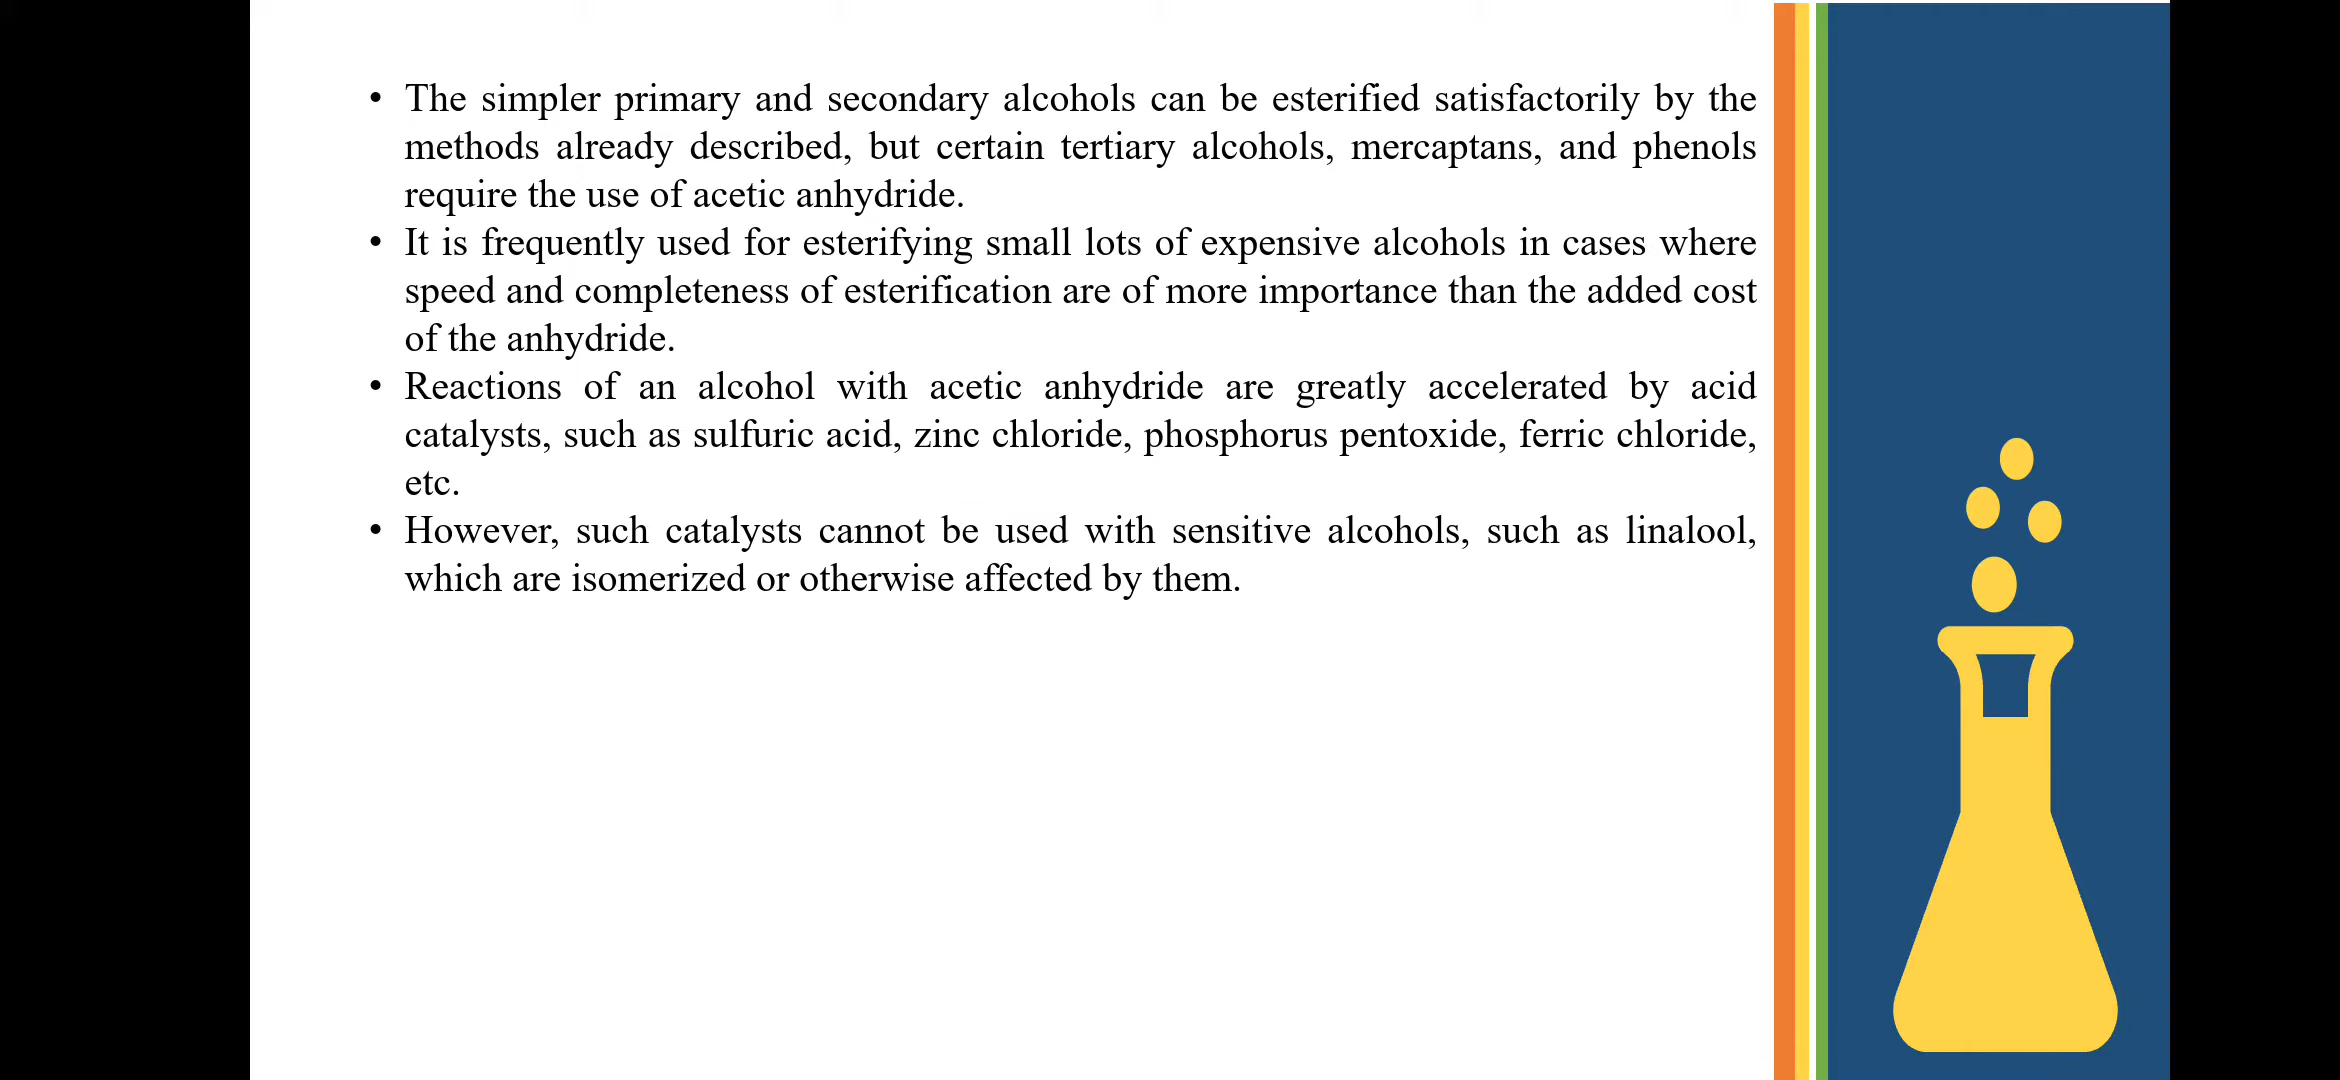 • The simpler primary and secondary alcohols can be esterified satisfactorily by the
methods already described, but certain tertiary alcohols, mercaptans, and phenols
require the use of acetic anhydride.
• It is frequently used for esterifying small lots of expensive alcohols in cases where
speed and completeness of esterification are of more importance than the added cost
of the anhydride.
• Reactions of an alcohol with acetic anhydride are greatly accelerated by acid
catalysts, such as sulfuric acid, zinc chloride, phosphorus pentoxide, ferric chloride,
etc.
• However, such catalysts cannot be used with sensitive alcohols, such as linalool,
which are isomerized or otherwise affected by them.